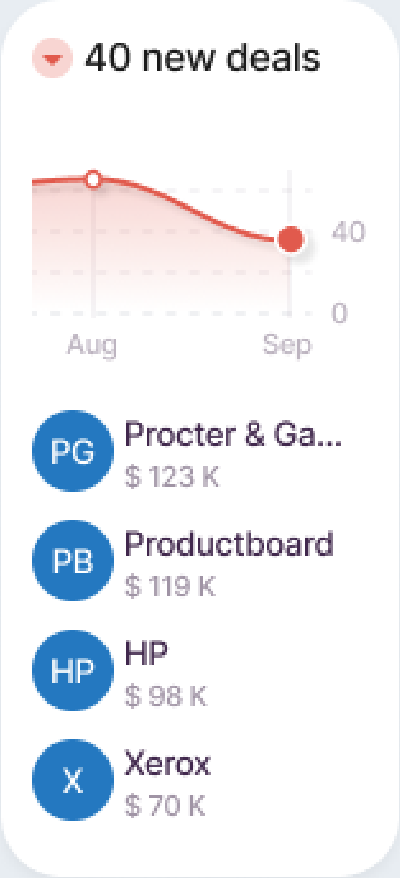 40 new deals
40
0
Aug Sep
PG Procter & Ga...
$ 123 K
PB Productboard
$ 119 K
HP HP
$ 98 K
X Xerox
$ 70 K